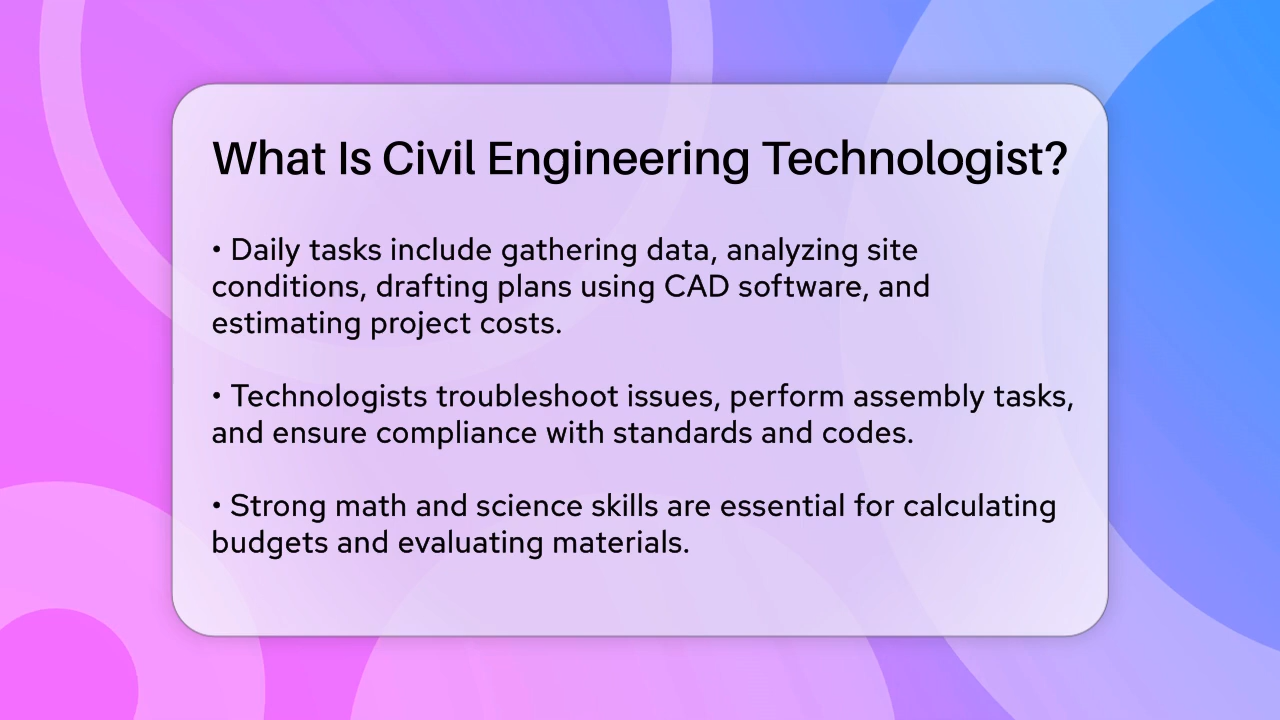 What Is Civil Engineering Technologist?
• Daily tasks include gathering data, analyzing site
conditions, drafting plans using CAD software, and
estimating project costs.
• Technologists troubleshoot issues, perform assembly tasks,
and ensure compliance with standards and codes.
• Strong math and science skills are essential for calculating
budgets and evaluating materials.